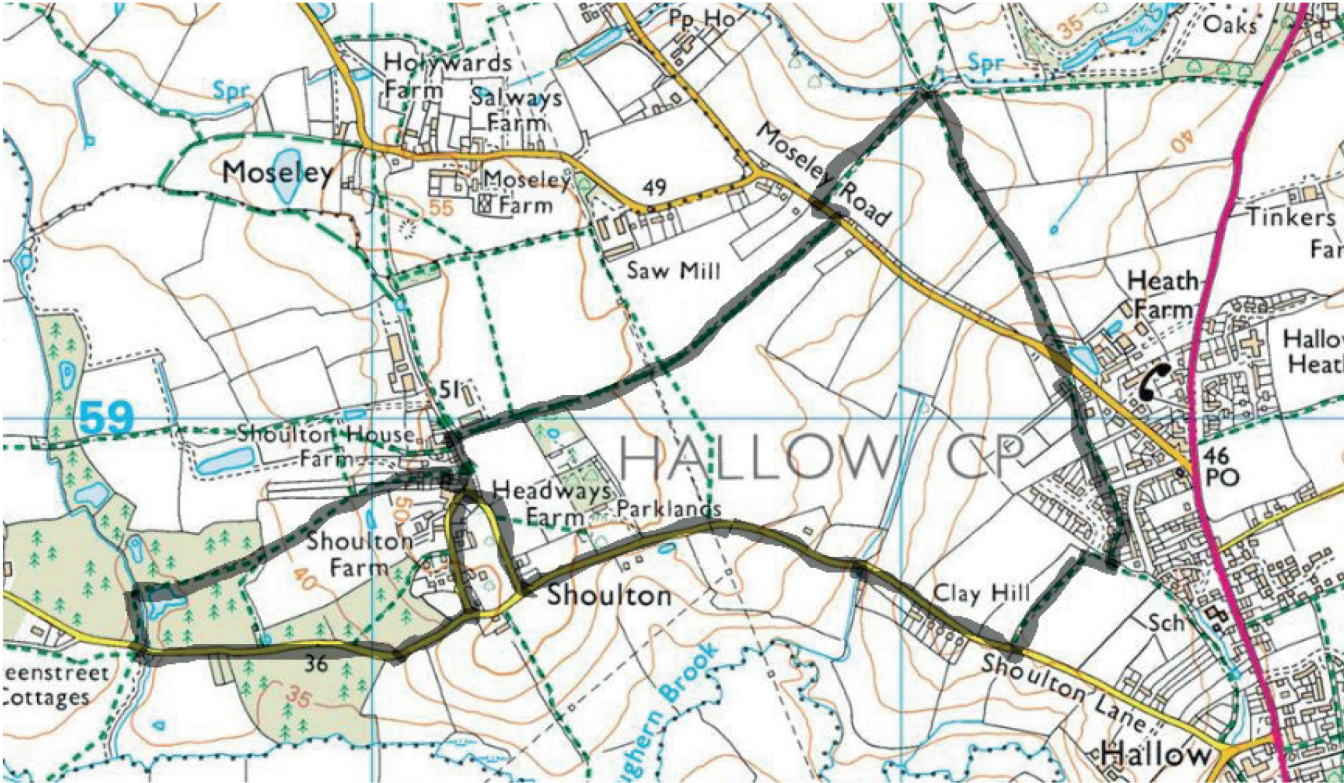 Pp Ho
35
Oaks
Holywards
Farm
Spr
Spr
Salways
Farm
Moseley Road
40
Moseley
Moseley
Farm
55
49
Tinkers
Far
Saw Mill
Heath
Farm
Hallow
Heath
51
59
Shoulton House
Farm
HALLOW CP
46
PO
Headways
Farm
Parklands
50
Shoulton
Farm
40
Shoulton
Clay Hill
Sch
36
35
eenstreet
Cottages
Shoulton Lane
ughern Brook
Hallow